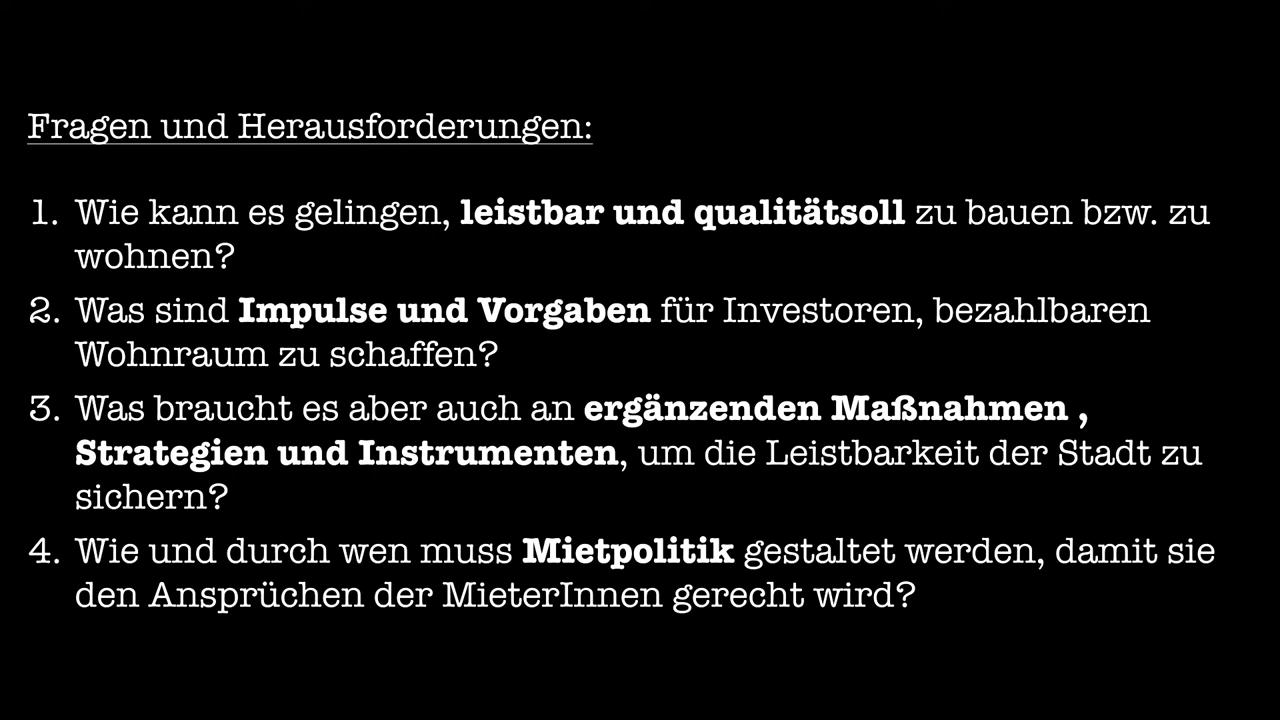 Fragen und Herausforderungen:
1. Wie kann es gelingen, leistbar und qualitätsoll zu bauen bzw. zu
wohnen?
2. Was sind Impulse und Vorgaben für Investoren, bezahlbaren
Wohnraum zu schaffen?
3. Was braucht es aber auch an ergänzenden Maßnahmen ,
Strategien und Instrumenten, um die Leistbarkeit der Stadt zu
sichern?
4. Wie und durch wen muss Mietpolitik gestaltet werden, damit sie
den Ansprüchen der MieterInnen gerecht wird?